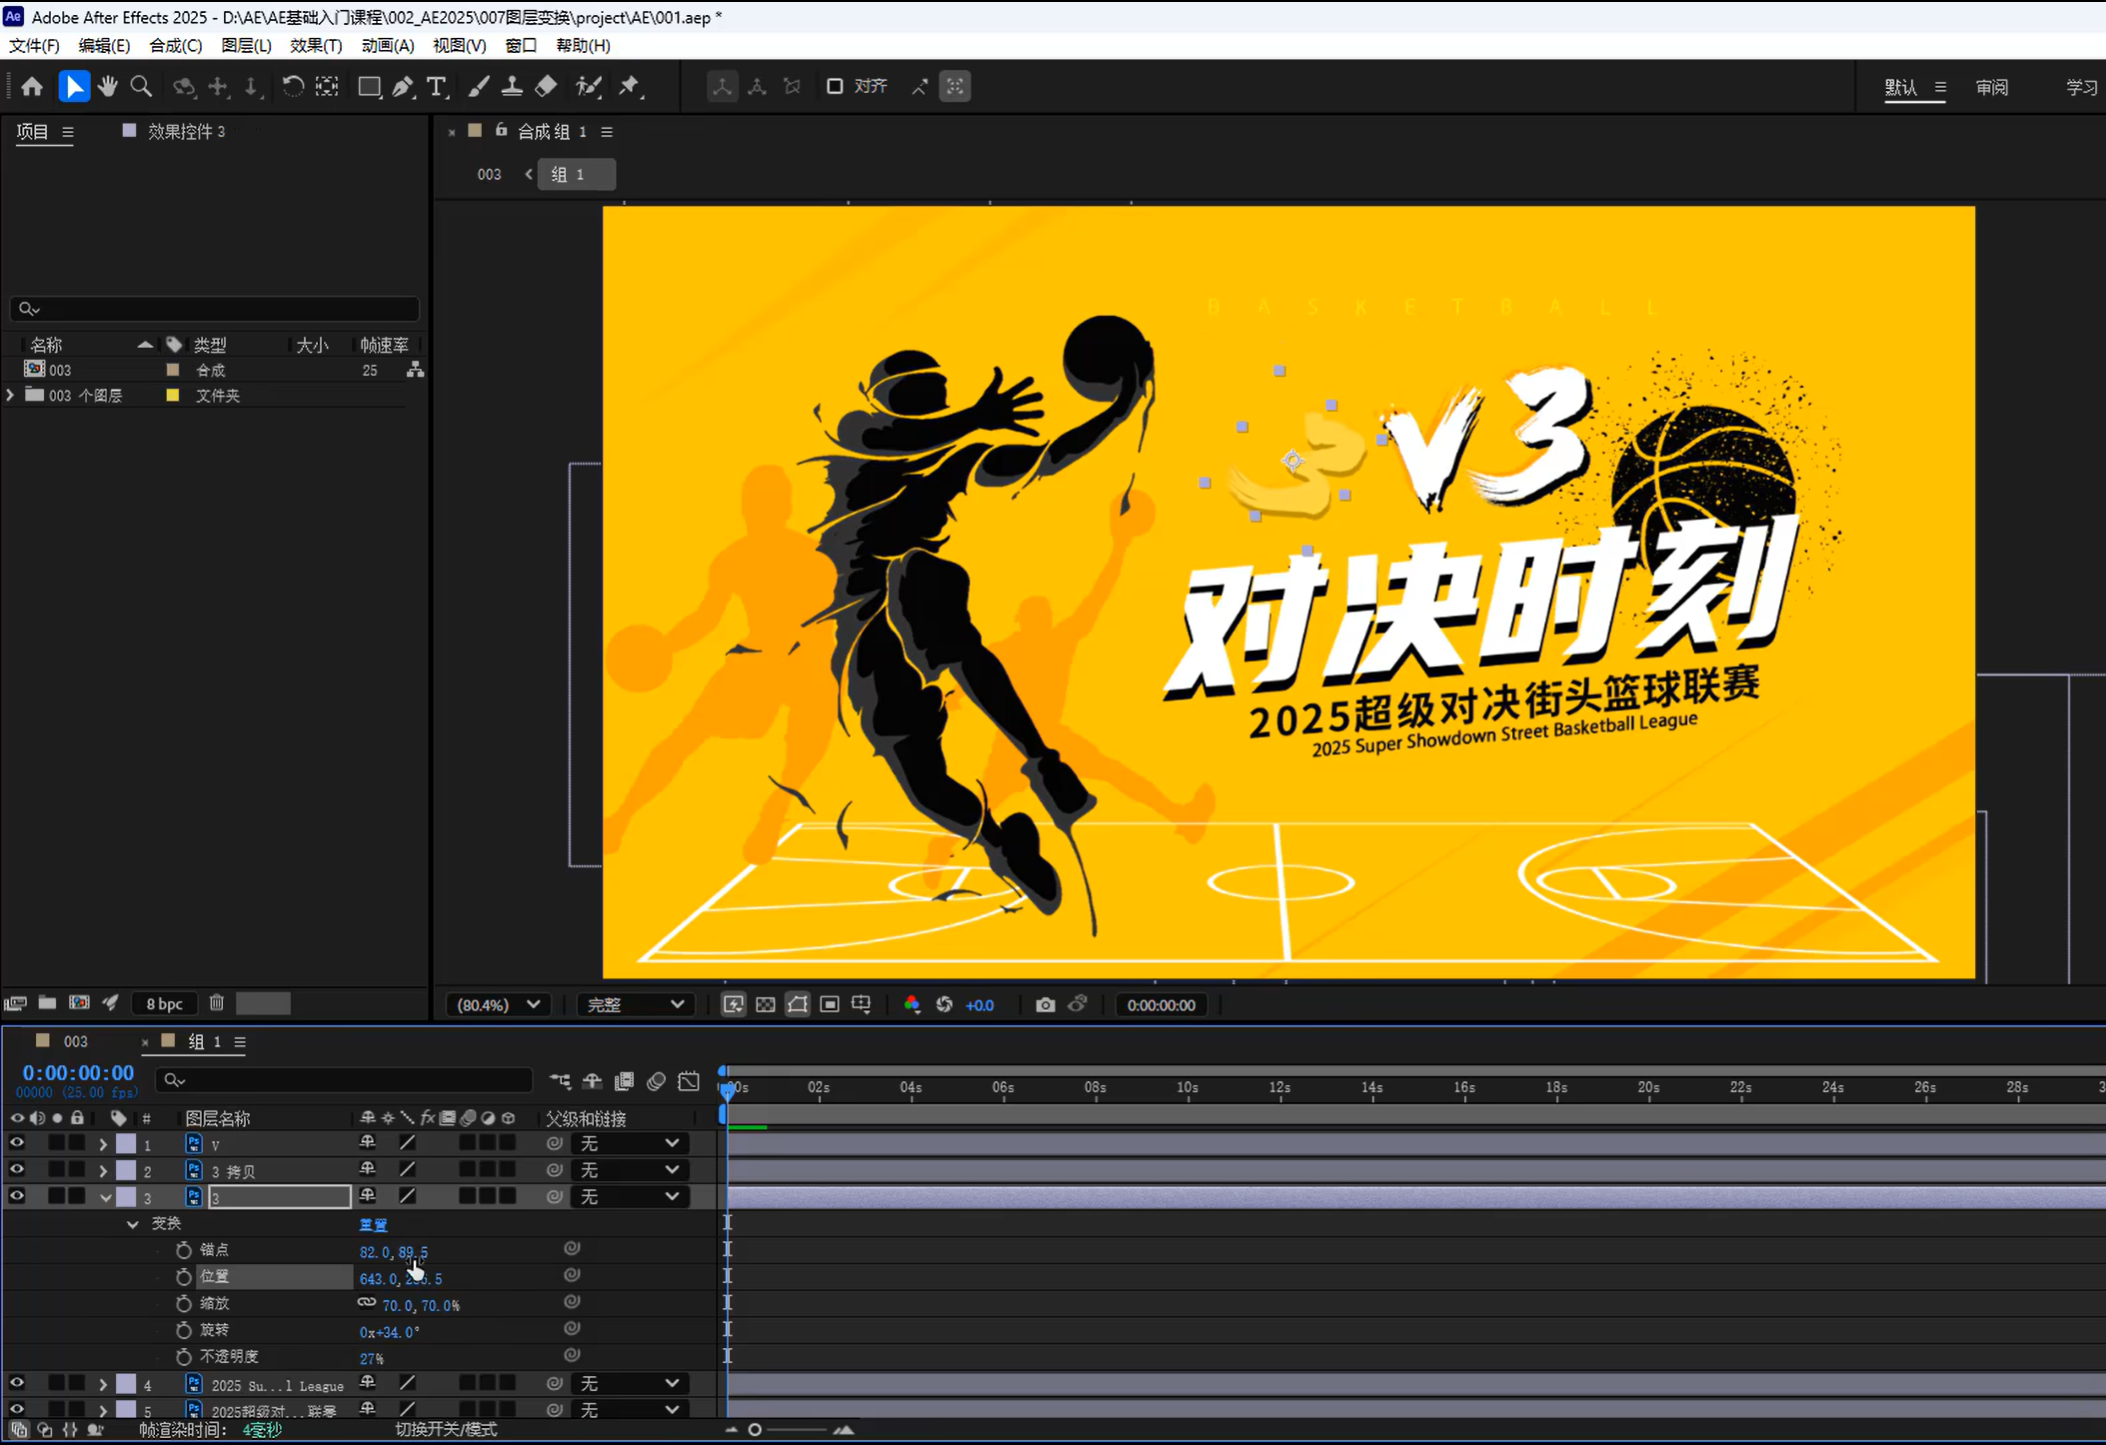 Adobe After Effects 2025 - D:\AE\AE基础入门课程\002_AE2025\007图层变换\project\AE\001.aep *
文件(F) 编辑(E) 合成(C) 图层(L) 效果(T) 动画(A) 视图(V) 窗口 帮助(H)
对齐 默认 审阅 学习
项目 效果控件 3 合成 组 1
003 组 1
BASKETBALL
3
V3
对决时刻
2025超级对决街头篮球联赛
2025 Super Showdown Street Basketball League
名称 类型 大小 帧速率
003 合成 25
003 个图层 文件夹
8 bpc (80.4%) 完整 +0.0 0:00:00:00
003 组 1
0:00:00:00
00000 (25.00 fps)
00s 02s 04s 06s 08s 10s 12s 14s 16s 18s 20s 22s 24s 26s 28s
# 图层名称 父级和链接
1 V 无
2 3 拷贝 无
3 3 无
变换 重置
锚点 82.0,89.5
位置 643.0,
缩放 70.0,70.0%
旋转 0x+34.0°
不透明度 27%
4 2025 Su...l League 无
5 2025超级对...联赛 无
帧渲染时间: 4毫秒 切换开关/模式